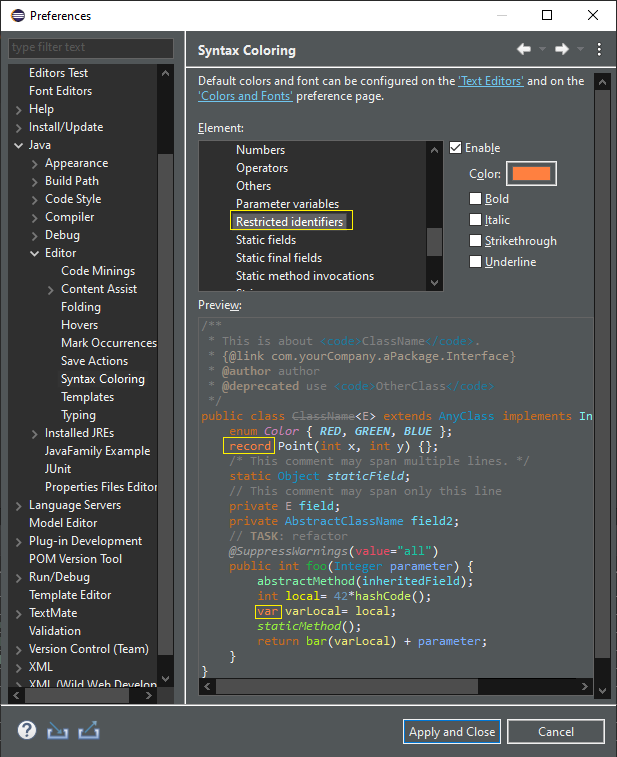 Preferences
type filter text
Editors Test
Font Editors
Help
Install/Update
Java
Appearance
Build Path
Code Style
Compiler
Debug
Editor
Code Minings
Content Assist
Folding
Hovers
Mark Occurrences
Save Actions
Syntax Coloring
Templates
Typing
Installed JREs
JavaFamily Example
JUnit
Properties Files Editor
Language Servers
Model Editor
Plug-in Development
POM Version Tool
Run/Debug
Template Editor
TextMate
Validation
Version Control (Team)
XML
XML (Wild Web Develop
Syntax Coloring
Default colors and font can be configured on the 'Text Editors' and on the
'Colors and Fonts' preference page.
Element:
Numbers
Operators
Others
Parameter variables
Restricted identifiers
Static fields
Static final fields
Static method invocations
Enable
Color:
Bold
Italic
Strikethrough
Underline
Preview:
/**
 * This is about <code>ClassName</code>.
 * {@link com.yourCompany.aPackage.Interface}
 * @author author
 * @deprecated use <code>OtherClass</code>
 */
public class ClassName<E> extends AnyClass implements In
    enum Color { RED, GREEN, BLUE };
    record Point(int x, int y) {};
    /* This comment may span multiple lines. */
    static Object staticField;
    // This comment may span only this line
    private E field;
    private AbstractClassName field2;
    // TASK: refactor
    @SuppressWarnings(value="all")
    public int foo(Integer parameter) {
        abstractMethod(inheritedField);
        int local= 42*hashCode();
        var varLocal= local;
        staticMethod();
        return bar(varLocal) + parameter;
    }
}
Apply and Close
Cancel